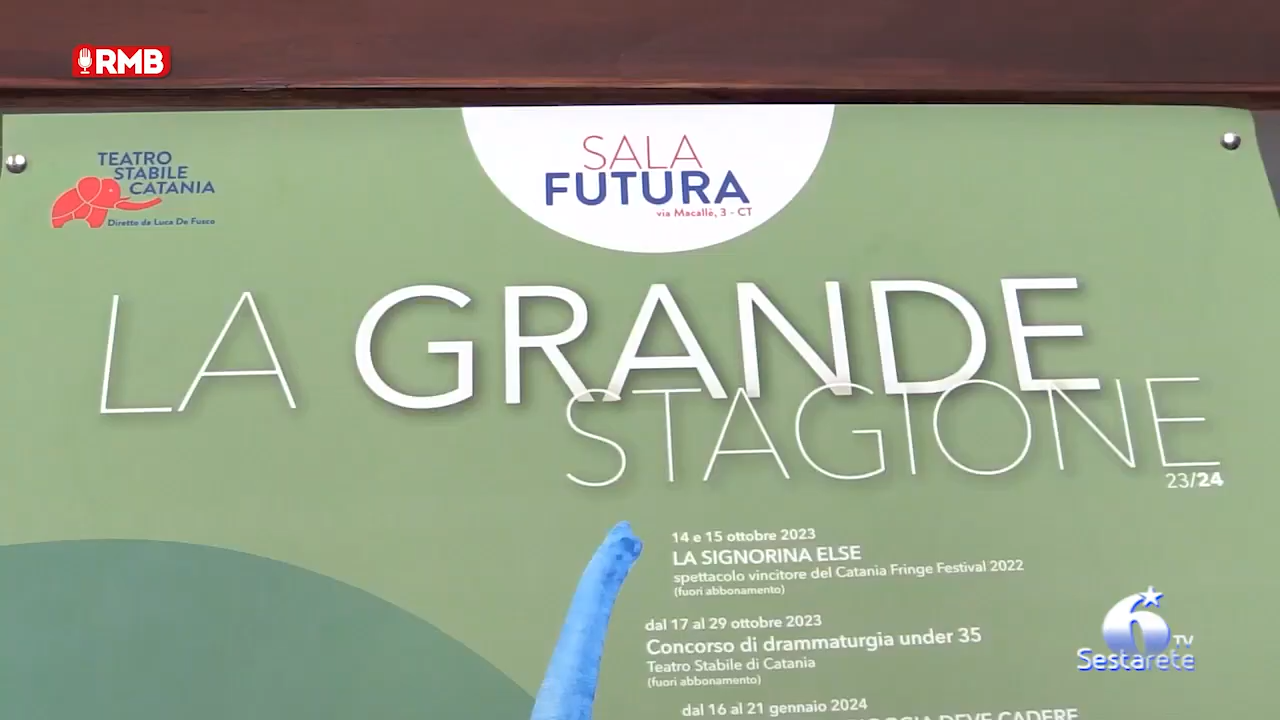 RMB
TEATRO
STABILE
CATANIA
Diretto da Luca De Fusco
SALA
FUTURA
via Macallè, 3 - CT
LA GRANDE
STAGIONE
23/24
14 e 15 ottobre 2023
LA SIGNORINA ELSE
spettacolo vincitore del Catania Fringe Festival 2022
(fuori abbonamento)
dal 17 al 29 ottobre 2023
Concorso di drammaturgia under 35
Teatro Stabile di Catania
(fuori abbonamento)
dal 16 al 21 gennaio 2024
DEVE CADERE
6 TV
Sestarete